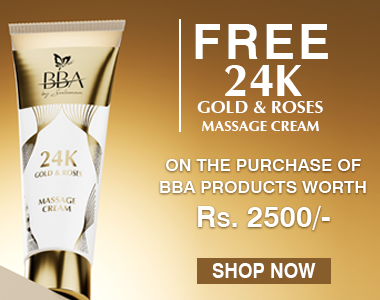 BBA
24K
GOLD & ROSES
MASSAGE
CREAM
FREE
24K
GOLD & ROSES
MASSAGE CREAM
ON THE PURCHASE OF
BBA PRODUCTS WORTH
Rs. 2500/-
SHOP NOW